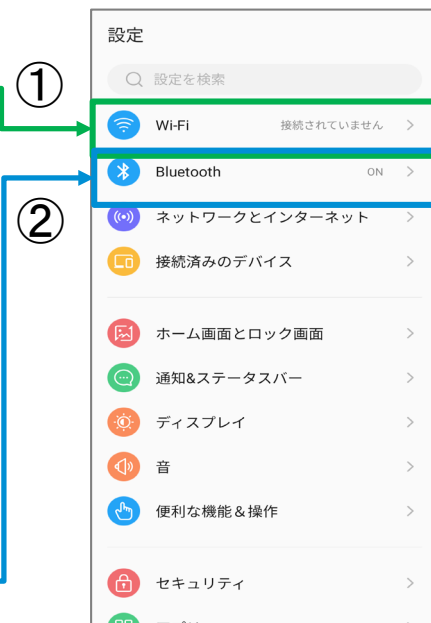 設定
設定を検索
①
Wi-Fi 接続されていません
Bluetooth ON
②
ネットワークとインターネット
接続済みのデバイス
ホーム画面とロック画面
通知&ステータスバー
ディスプレイ
音
便利な機能&操作
セキュリティ